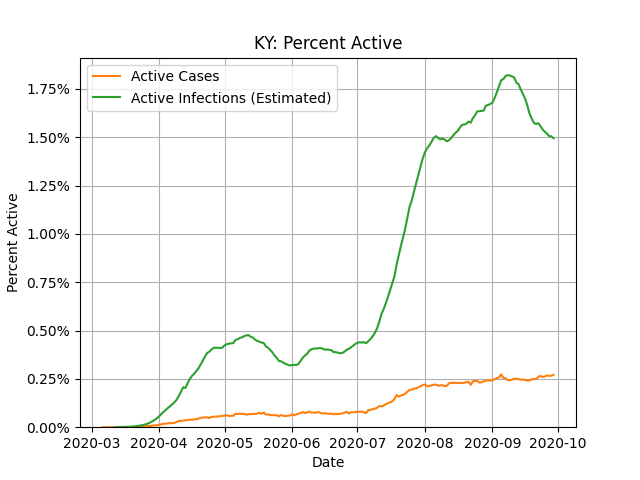 KY: Percent Active
Active Cases
Active Infections (Estimated)
Percent Active
1.75%
1.50%
1.25%
1.00%
0.75%
0.50%
0.25%
0.00%
2020-03 2020-04 2020-05 2020-06 2020-07 2020-08 2020-09 2020-10
Date